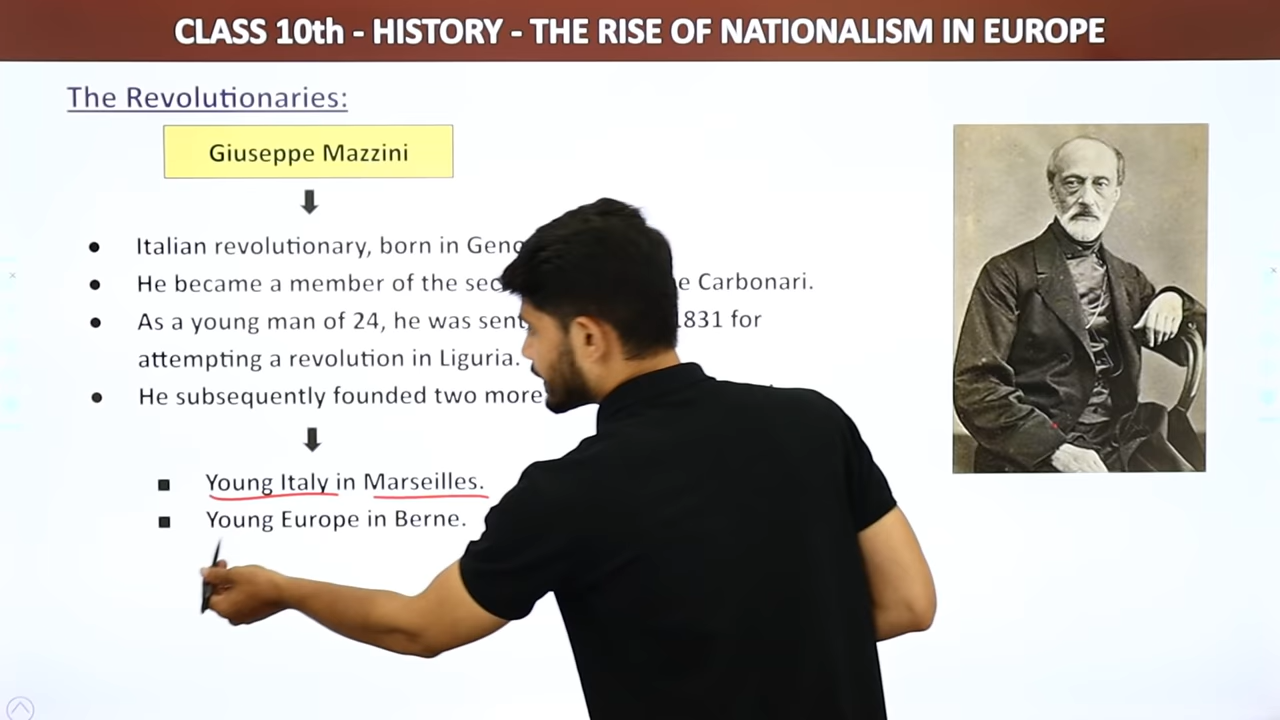 CLASS 10th - HISTORY - THE RISE OF NATIONALISM IN EUROPE
The Revolutionaries:
Giuseppe Mazzini
● Italian revolutionary, born in
● He became a member of the Carbonari.
● As a young man of 24, he was sent 1831 for
attempting a revolution in Liguria.
● He subsequently founded two more
■ Young Italy in Marseilles.
■ Young Europe in Berne.